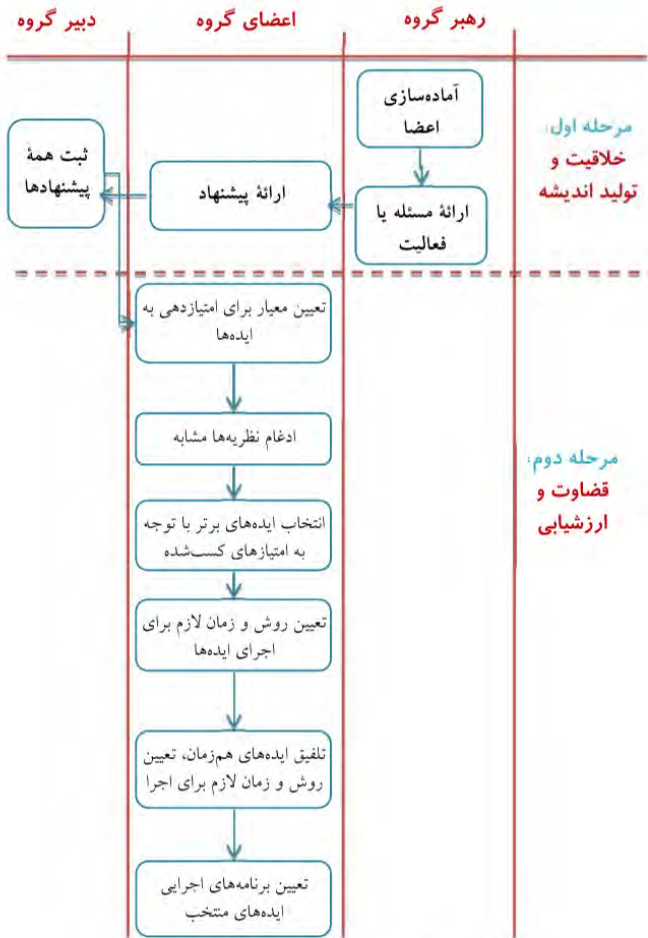 رهبر گروه
اعضای گروه
دبیر گروه
مرحله اول:
خلاقیت و
تولید اندیشه
آماده‌سازی
اعضا
ارائهٔ مسئله یا
فعالیت
ارائهٔ پیشنهاد
ثبت همهٔ
پیشنهادها
مرحله دوم:
قضاوت و
ارزشیابی
تعیین معیار برای امتیازدهی به
ایده‌ها
ادغام نظریه‌ها مشابه
انتخاب ایده‌های برتر با توجه
به امتیازهای کسب‌شده
تعیین روش و زمان لازم برای
اجرای ایده‌ها
تلفیق ایده‌های هم‌زمان، تعیین
روش و زمان لازم برای اجرا
تعیین برنامه‌های اجرایی
ایده‌های منتخب